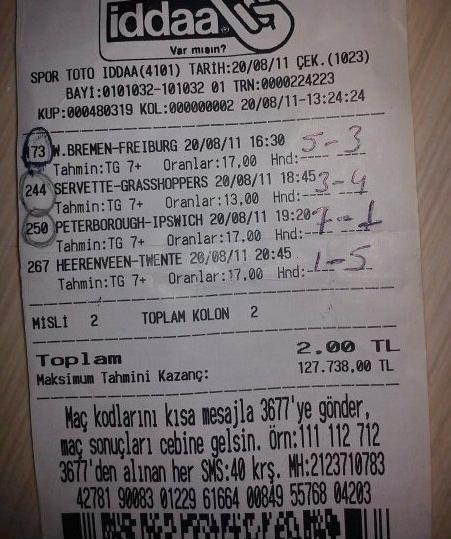 iddaa
Var mısın?
SPOR TOTO IDDAA(4101) TARİH:20/08/11 ÇEK.(1023)
BAYİ:0101032-101032 01 TRN:0000224223
KUP:000480319 KOL:000000002 20/08/11-13:24:24
173 W.BREMEN-FREIBURG 20/08/11 16:30 5-3
Tahmin:TG 7+ Oranlar:17,00 Hnd:-----
244 SERVETTE-GRASSHOPPERS 20/08/11 18:45 3-4
Tahmin:TG 7+ Oranlar:13,00 Hnd:-----
250 PETERBOROUGH-IPSWICH 20/08/11 19:20 7-1
Tahmin:TG 7+ Oranlar:17,00 Hnd:-----
267 HEERENVEEN-TWENTE 20/08/11 20:45 1-5
Tahmin:TG 7+ Oranlar:17,00 Hnd:-----
MİSLİ 2 TOPLAM KOLON 2
Toplam 2.00 TL
Maksimum Tahmini Kazanç: 127.738,00 TL
Maç kodlarını kısa mesajla 3677'ye gönder,
maç sonuçları cebine gelsin. Örn:111 112 712
3677'den alınan her SMS:40 krş. MH:2123710783
42781 90083 01229 61664 00849 55768 04203